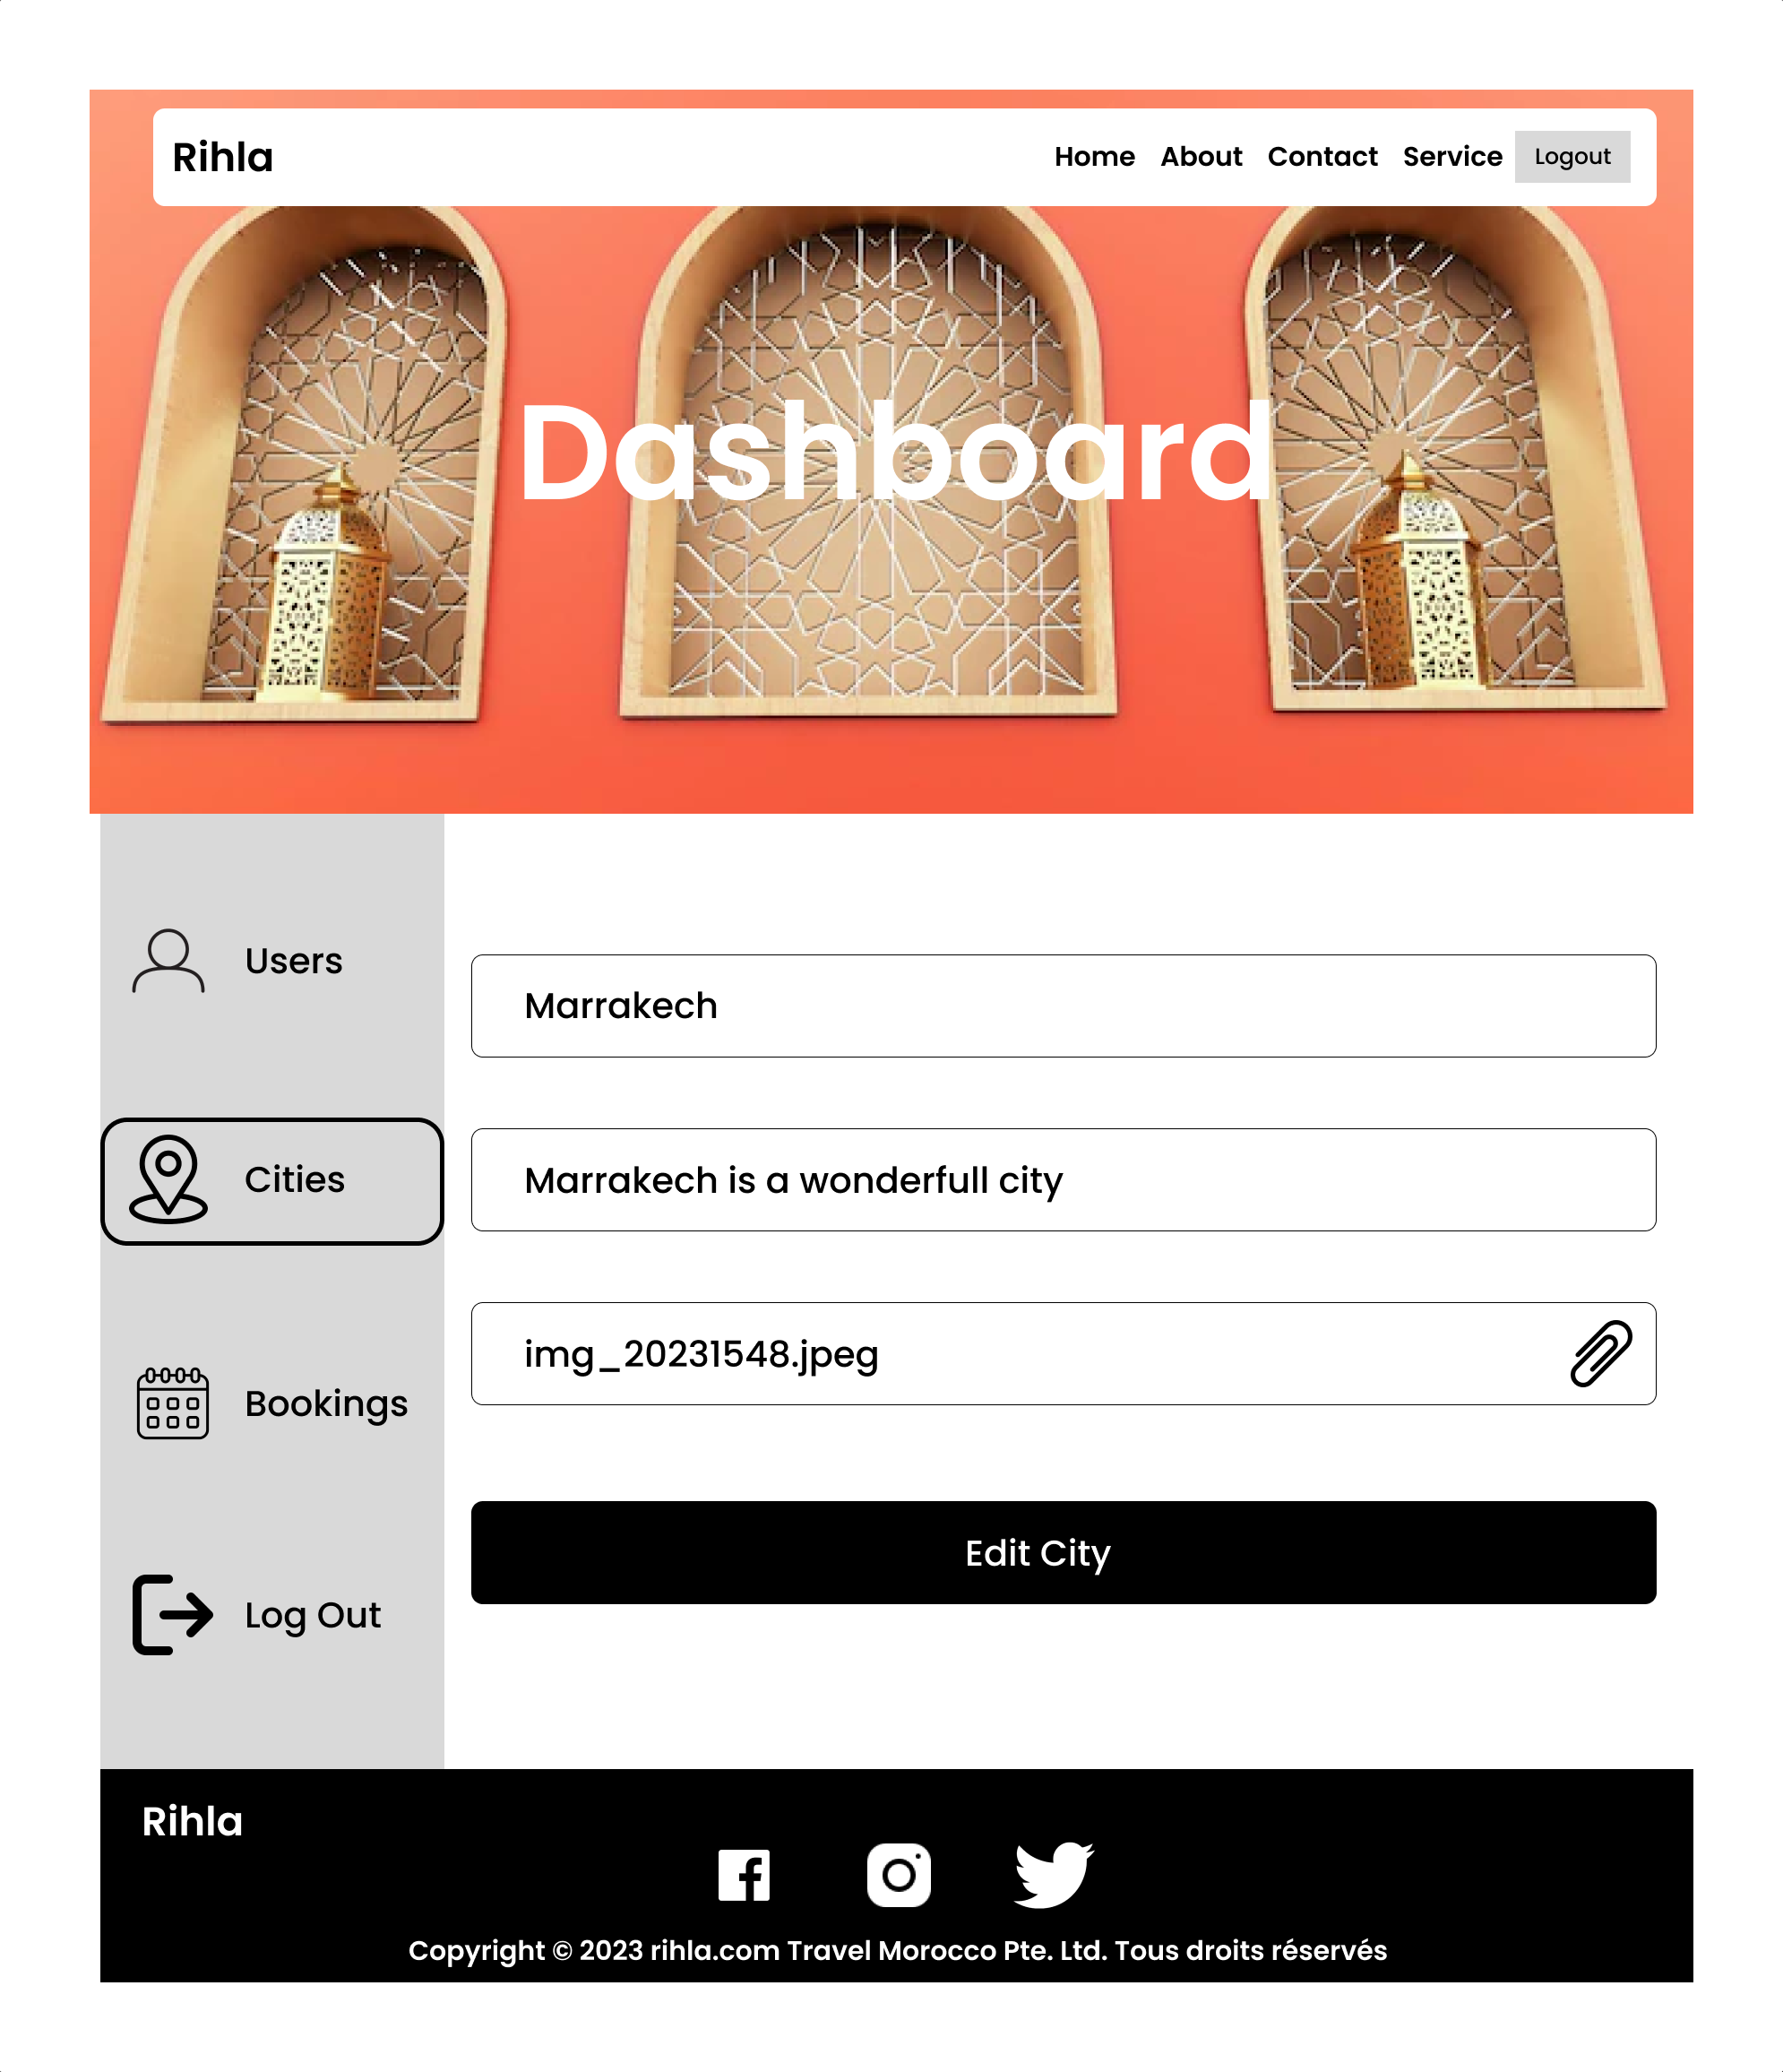 Rihla
Home About Contact Service Logout
Dashboard
Users
Marrakech
Cities
Marrakech is a wonderfull city
img_20231548.jpeg
Bookings
Edit City
Log Out
Rihla
Copyright © 2023 rihla.com Travel Morocco Pte. Ltd. Tous droits réservés